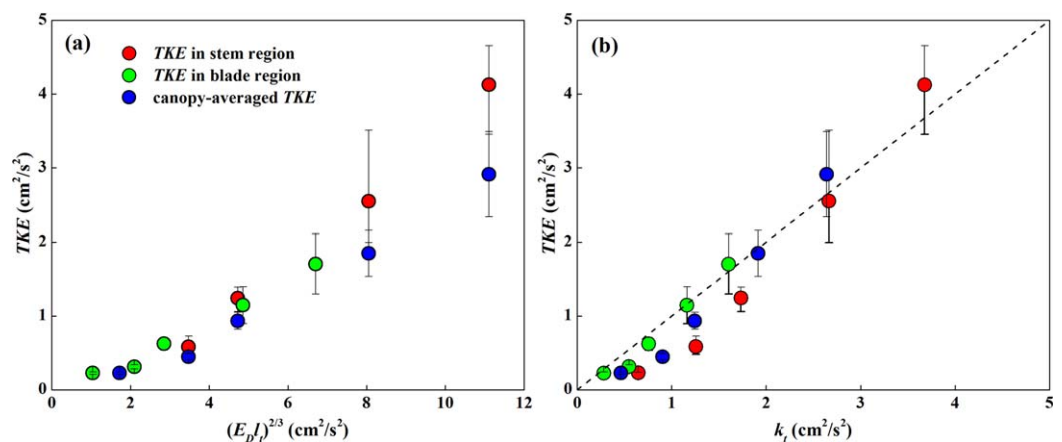 (a)
TKE in stem region
TKE in blade region
canopy-averaged TKE
TKE (cm²/s²)
5
4
3
2
1
0
0 2 4 6 8 10 12
(E_D l_t)^{2/3} (cm²/s²)
(b)
TKE (cm²/s²)
5
4
3
2
1
0
0 1 2 3 4 5
k_t (cm²/s²)